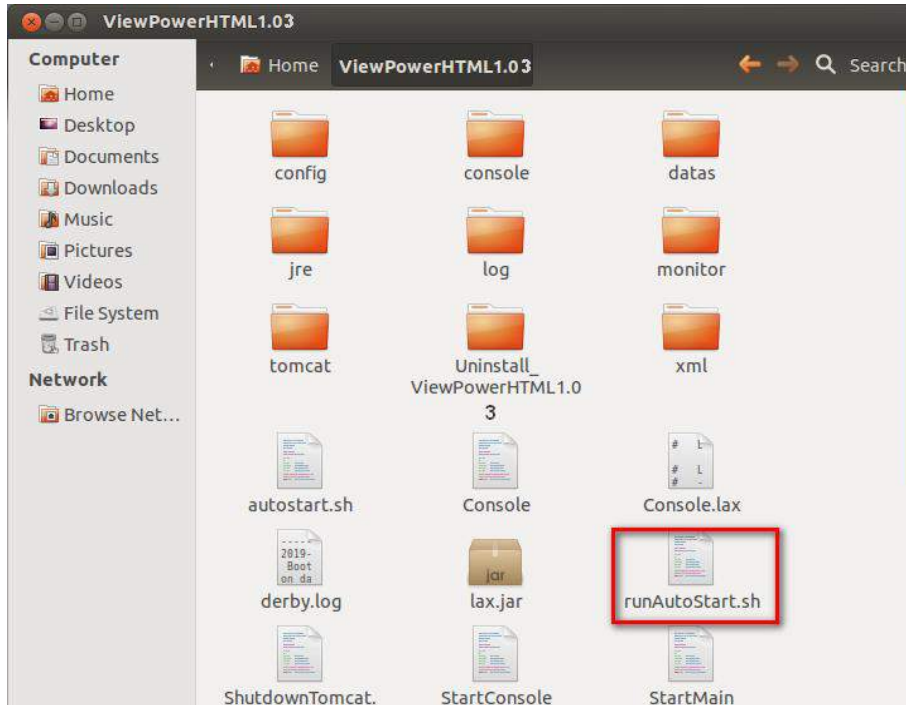 ViewPowerHTML1.03
Computer
Home
Desktop
Documents
Downloads
Music
Pictures
Videos
File System
Trash
Network
Browse Net...
Home ViewPowerHTML1.03 Search
config console datas
jre log monitor
tomcat Uninstall_ xml
ViewPowerHTML1.0
3
# L
# L
# -
autostart.sh Console Console.lax
2019-
Boot
on da
jar
derby.log lax.jar runAutoStart.sh
ShutdownTomcat. StartConsole StartMain